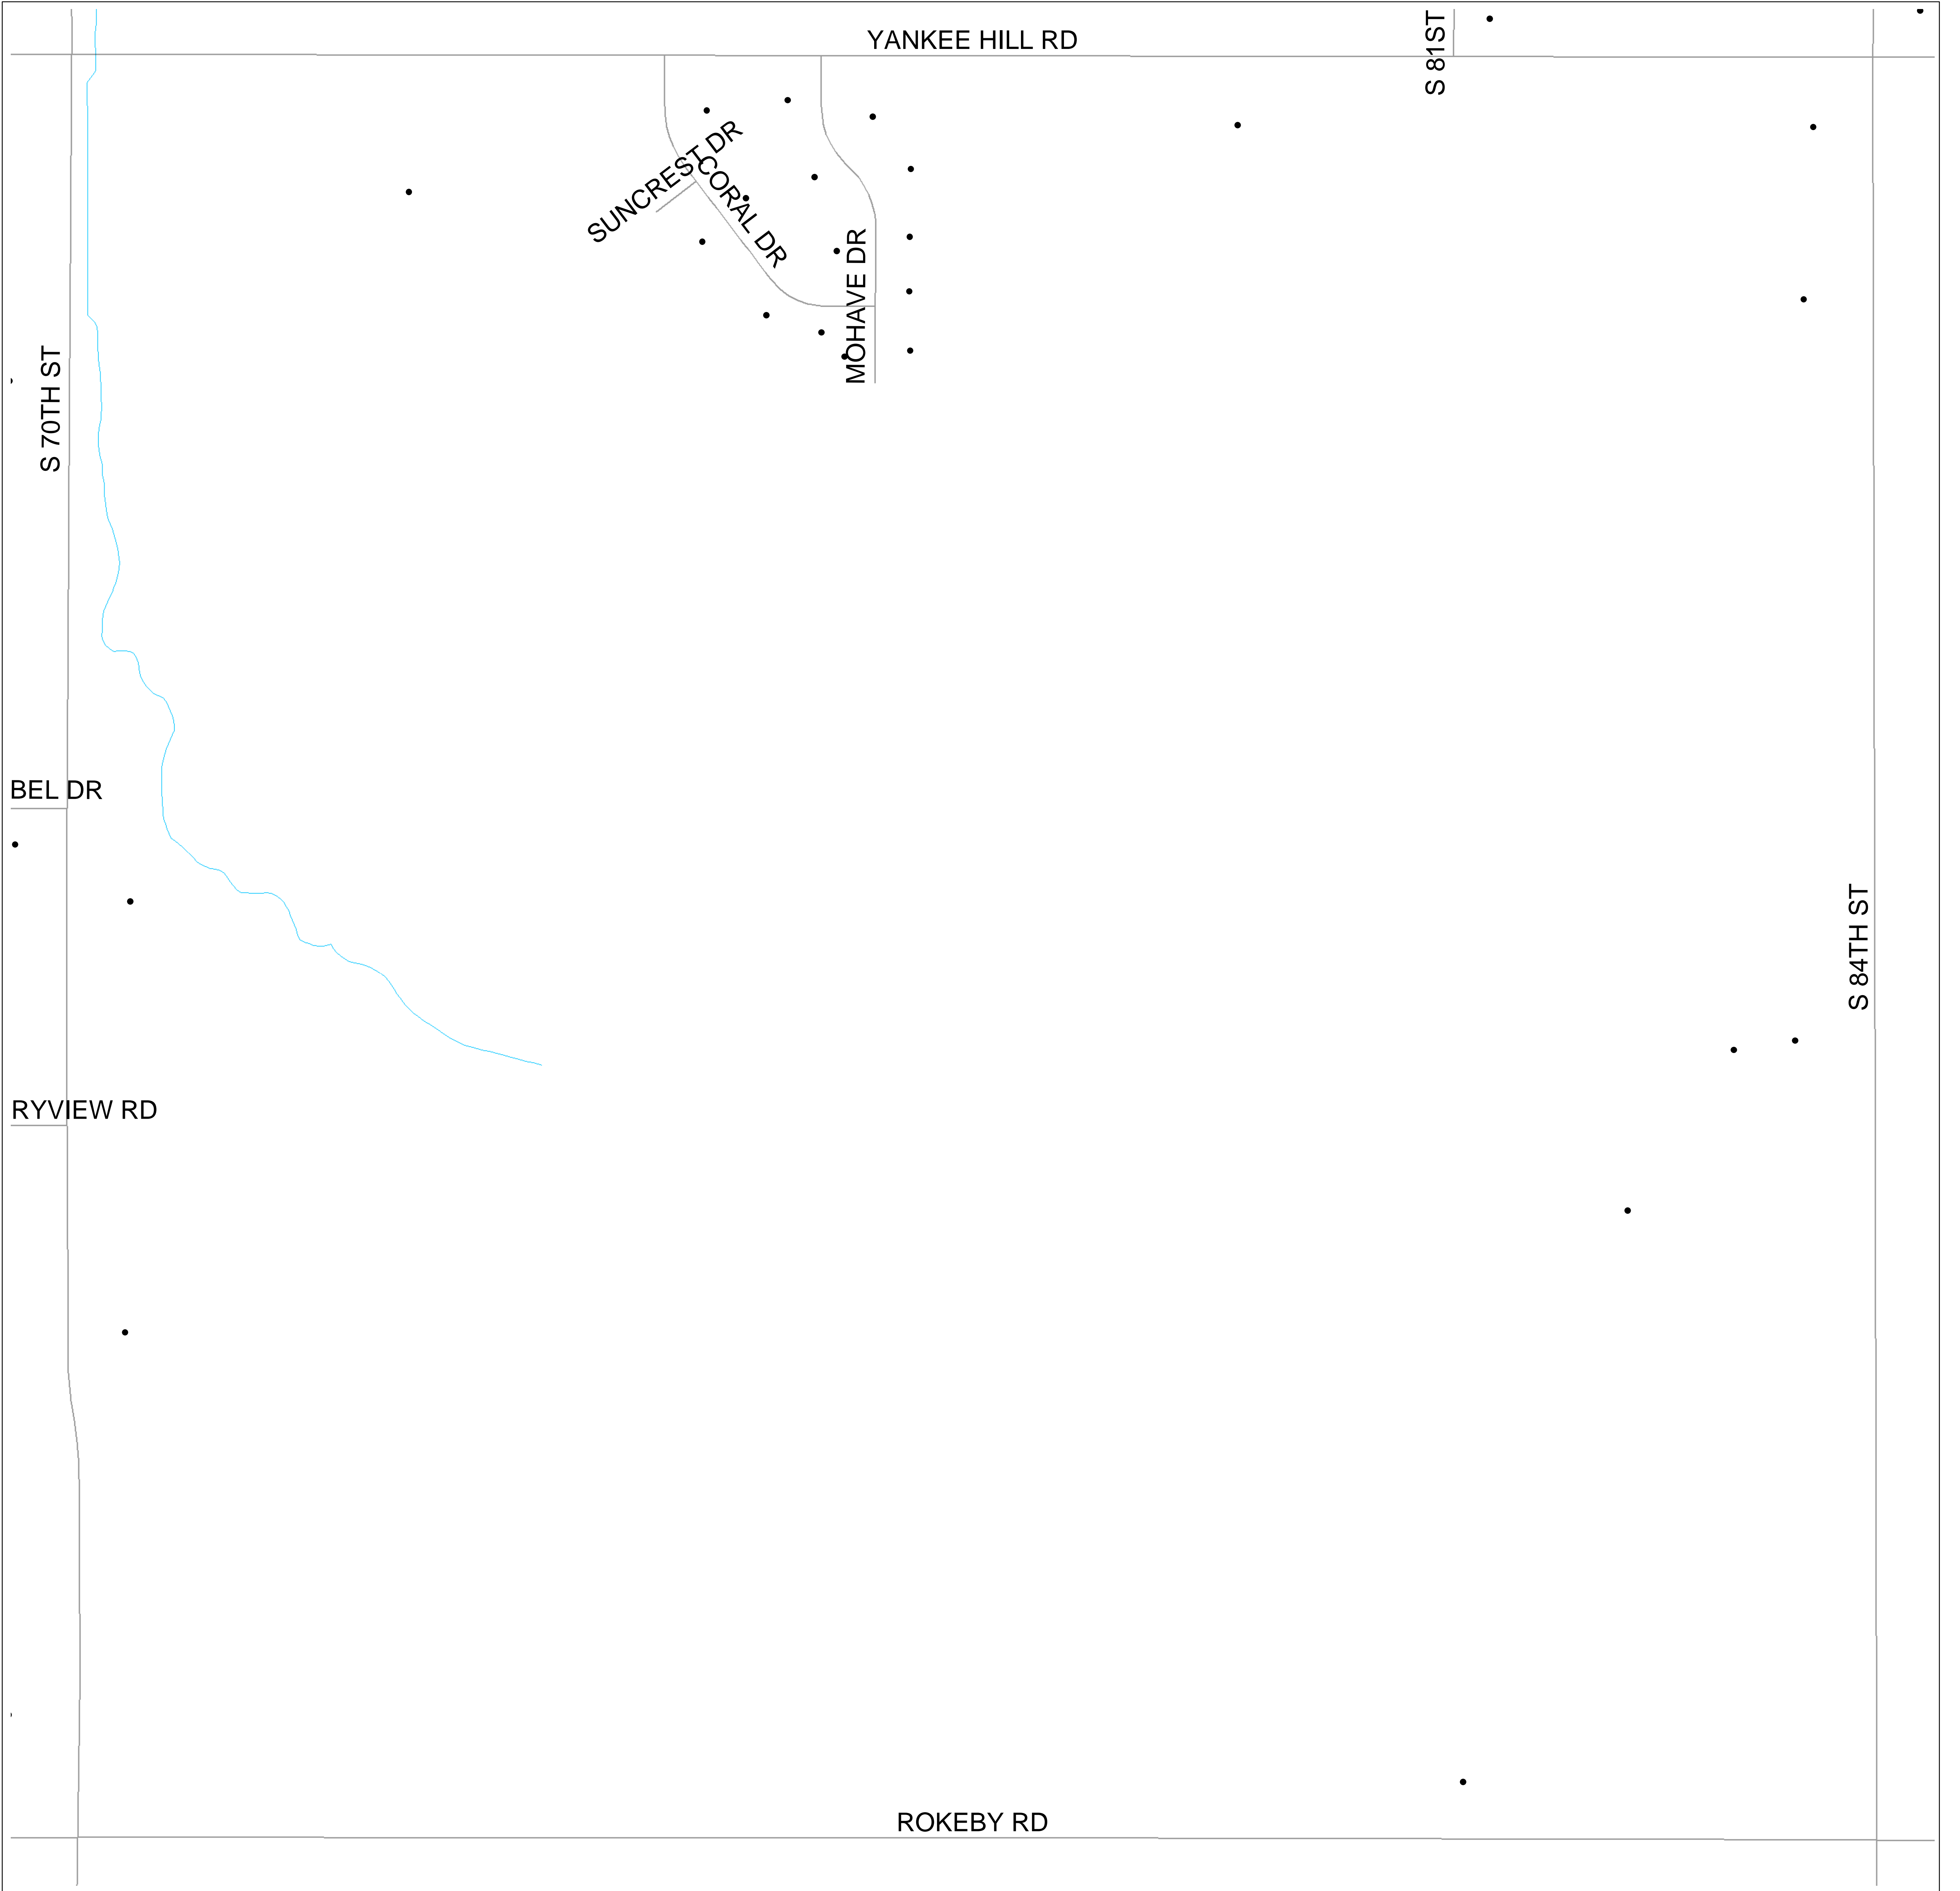 YANKEE HILL RD
S 81ST
SUNCREST DR
CORAL DR
MOHAVE DR
S 70TH ST
BEL DR
S 84TH ST
RYVIEW RD
ROKEBY RD